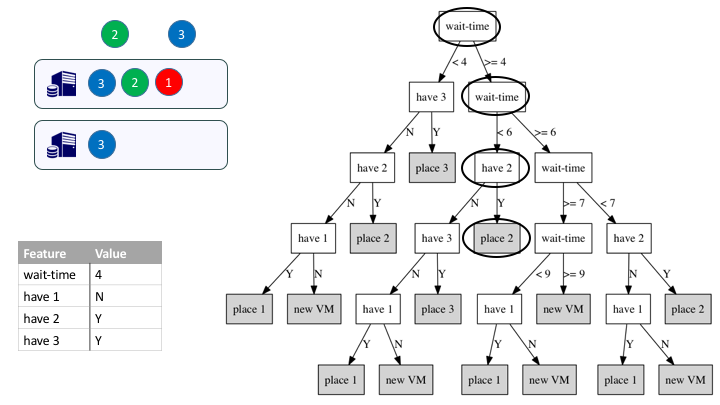 2 3
3 2 1
3
Feature Value
wait-time 4
have 1 N
have 2 Y
have 3 Y
wait-time
< 4 >= 4
have 3 wait-time
N Y < 6 >= 6
have 2 place 3 have 2 wait-time
N Y N Y >= 7 < 7
have 1 place 2 have 3 place 2 wait-time have 2
Y N N Y < 9 >= 9 N Y
place 1 new VM have 1 place 3 have 1 new VM have 1 place 2
Y N Y N Y N
place 1 new VM place 1 new VM place 1 new VM